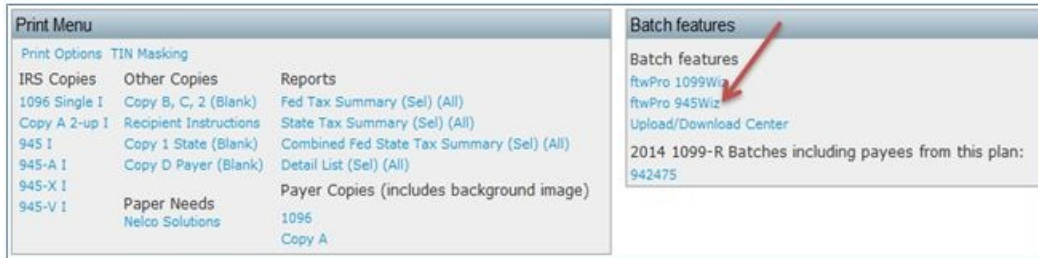 Print Menu
Print Options TIN Masking
IRS Copies
1096 Single I
Copy A 2-up I
945 I
945-A I
945-X I
945-V I
Other Copies
Copy B, C, 2 (Blank)
Recipient Instructions
Copy 1 State (Blank)
Copy D Payer (Blank)
Paper Needs
Nelco Solutions
Reports
Fed Tax Summary (Sel) (All)
State Tax Summary (Sel) (All)
Combined Fed State Tax Summary (Sel) (All)
Detail List (Sel) (All)
Payer Copies (includes background image)
1096
Copy A
Batch features
Batch features
ftwPro 1099Wiz
ftwPro 945Wiz
Upload/Download Center
2014 1099-R Batches including payees from this plan:
942475